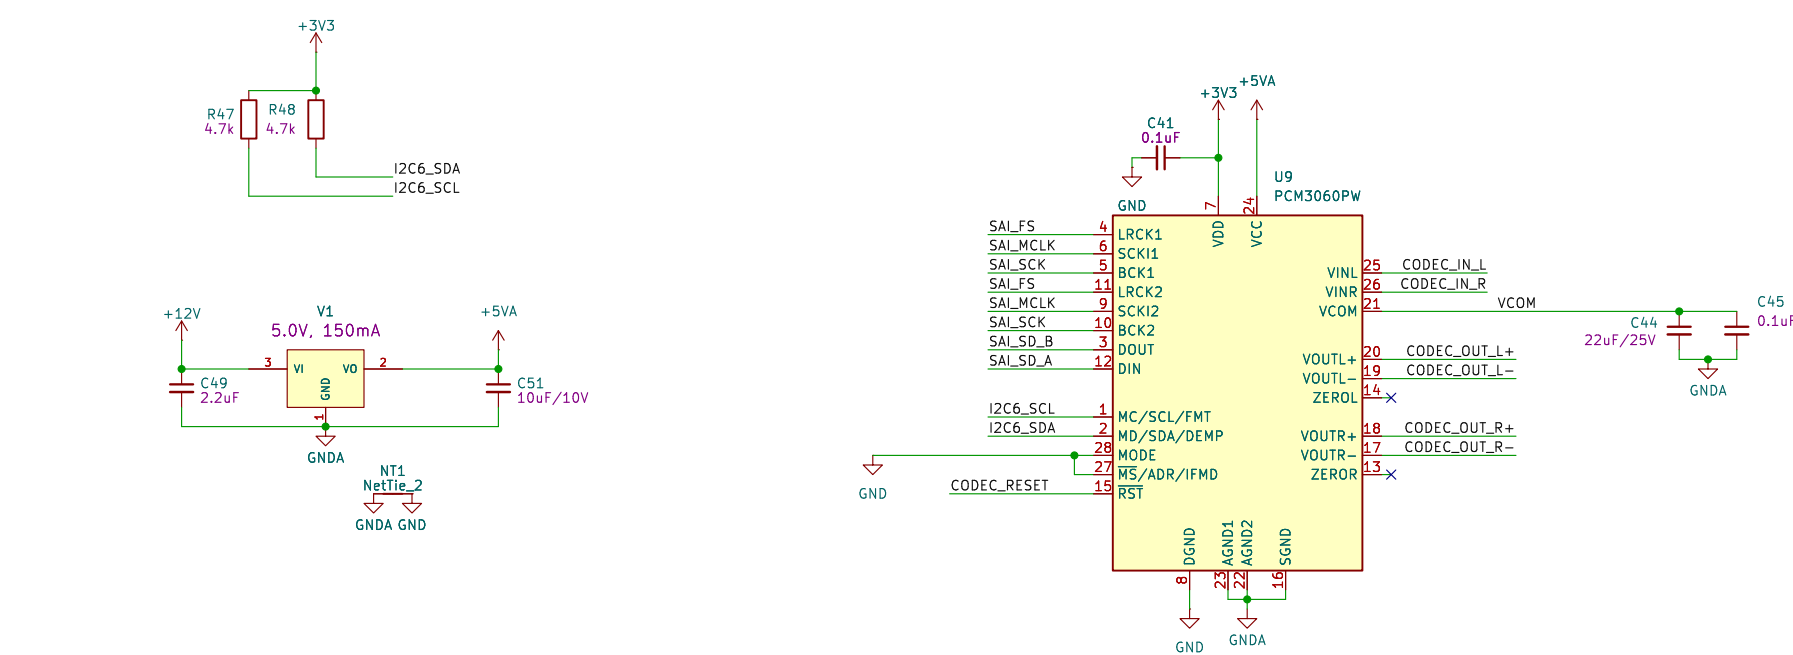 +3V3
R47
4.7k
R48
4.7k
I2C6_SDA
I2C6_SCL
+12V
V1
5.0V, 150mA
+5VA
3
VI
VO
2
GND
1
C49
2.2uF
C51
10uF/10V
GNDA
NT1
NetTie_2
GNDA
GND
+5VA
+3V3
C41
0.1uF
GND
U9
PCM3060PW
7
24
VDD
VCC
SAI_FS
4
LRCK1
SAI_MCLK
6
SCKI1
SAI_SCK
5
BCK1
SAI_FS
11
LRCK2
SAI_MCLK
9
SCKI2
SAI_SCK
10
BCK2
SAI_SD_B
3
DOUT
SAI_SD_A
12
DIN
I2C6_SCL
1
MC/SCL/FMT
I2C6_SDA
2
MD/SDA/DEMP
28
MODE
27
MS/ADR/IFMD
GND
CODEC_RESET
15
RST
VINL
25
CODEC_IN_L
VINR
26
CODEC_IN_R
VCOM
21
VCOM
VOUTL+
20
CODEC_OUT_L+
VOUTL-
19
CODEC_OUT_L-
ZEROL
14
VOUTR+
18
CODEC_OUT_R+
VOUTR-
17
CODEC_OUT_R-
ZEROR
13
C44
22uF/25V
C45
0.1uF
GNDA
DGND
AGND1
AGND2
SGND
8
23
22
16
GND
GNDA